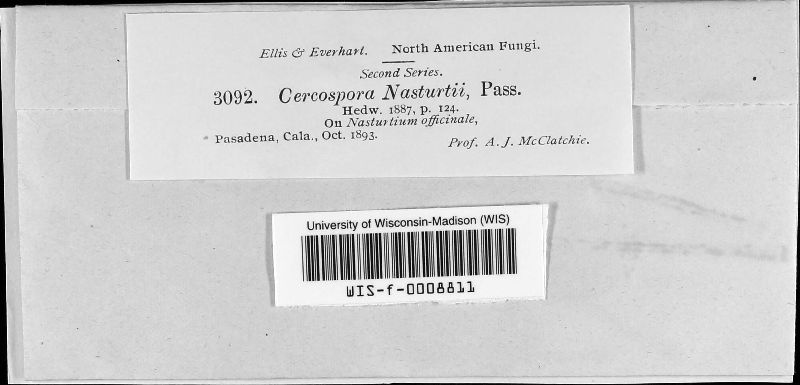 Ellis & Everhart. North American Fungi.
Second Series.
3092. Cercospora Nasturtii, Pass.
Hedw. 1887, p. 124.
On Nasturtium officinale,
Pasadena, Cala., Oct. 1893.
Prof. A. J. McClatchie.
University of Wisconsin-Madison (WIS)
WIS-f-0008811